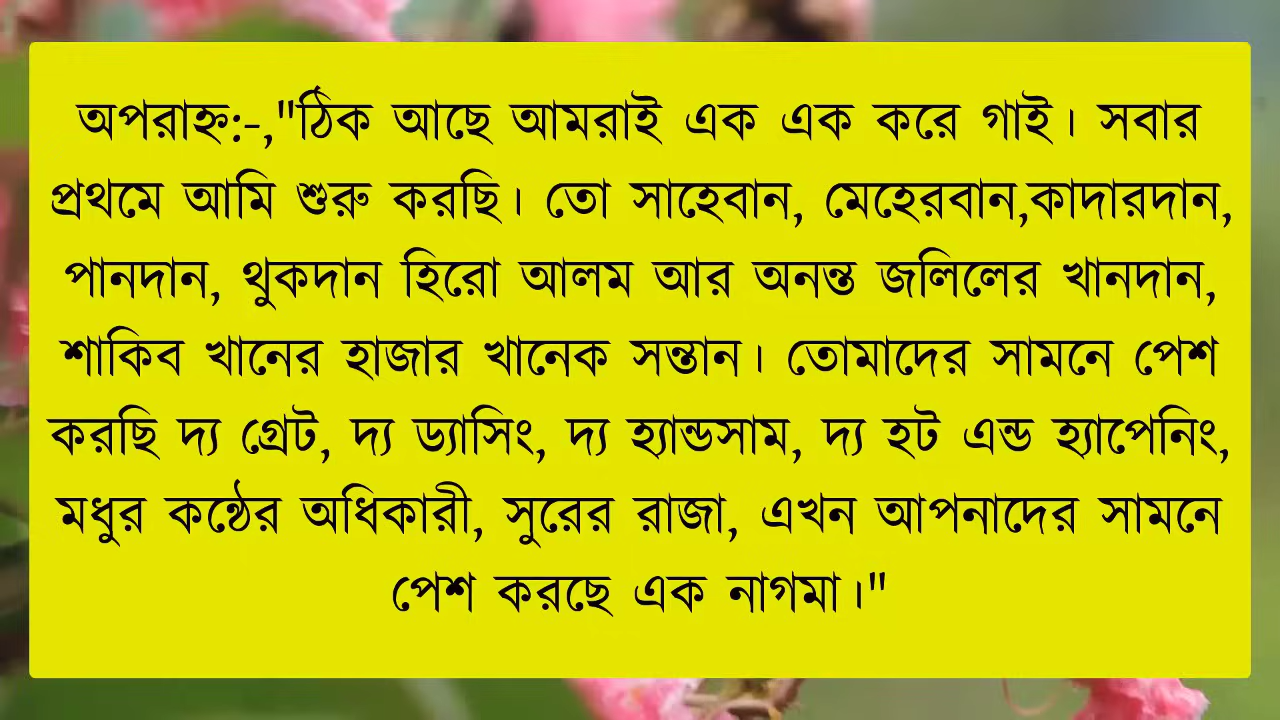 অপরাহ্ন:-,"ঠিক আছে আমরাই এক এক করে গাই। সবার
প্রথমে আমি শুরু করছি। তো সাহেবান, মেহেরবান,কাদারদান,
পানদান, থুকদান হিরো আলম আর অনন্ত জলিলের খানদান,
শাকিব খানের হাজার খানেক সন্তান। তোমাদের সামনে পেশ
করছি দ্য গ্রেট, দ্য ড্যাসিং, দ্য হ্যান্ডসাম, দ্য হট এন্ড হ্যাপেনিং,
মধুর কন্ঠের অধিকারী, সুরের রাজা, এখন আপনাদের সামনে
পেশ করছে এক নাগমা।"